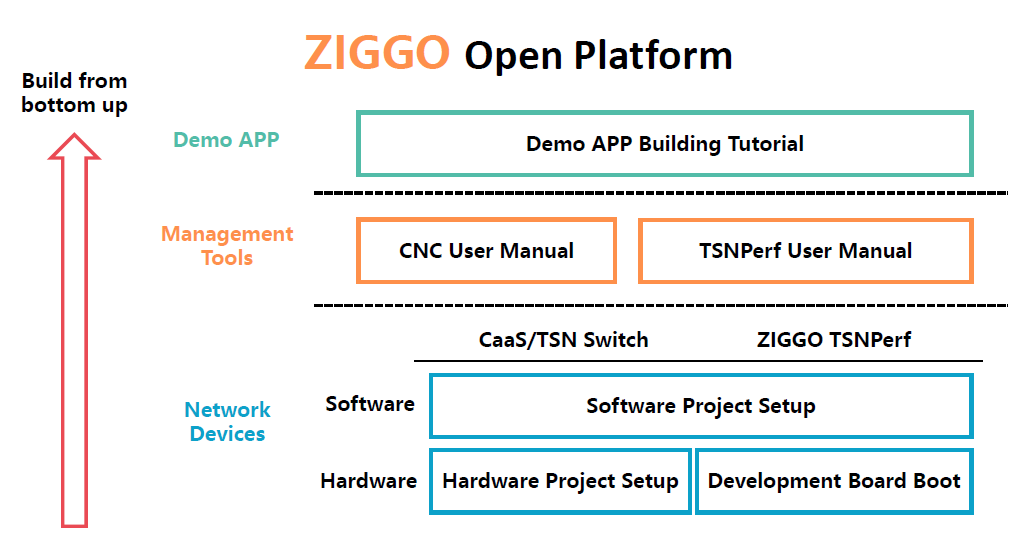 ZIGGO Open Platform
Build from
bottom up
Demo APP
Demo APP Building Tutorial
Management
Tools
CNC User Manual
TSNPerf User Manual
CaaS/TSN Switch
ZIGGO TSNPerf
Network
Devices
Software
Software Project Setup
Hardware
Hardware Project Setup
Development Board Boot